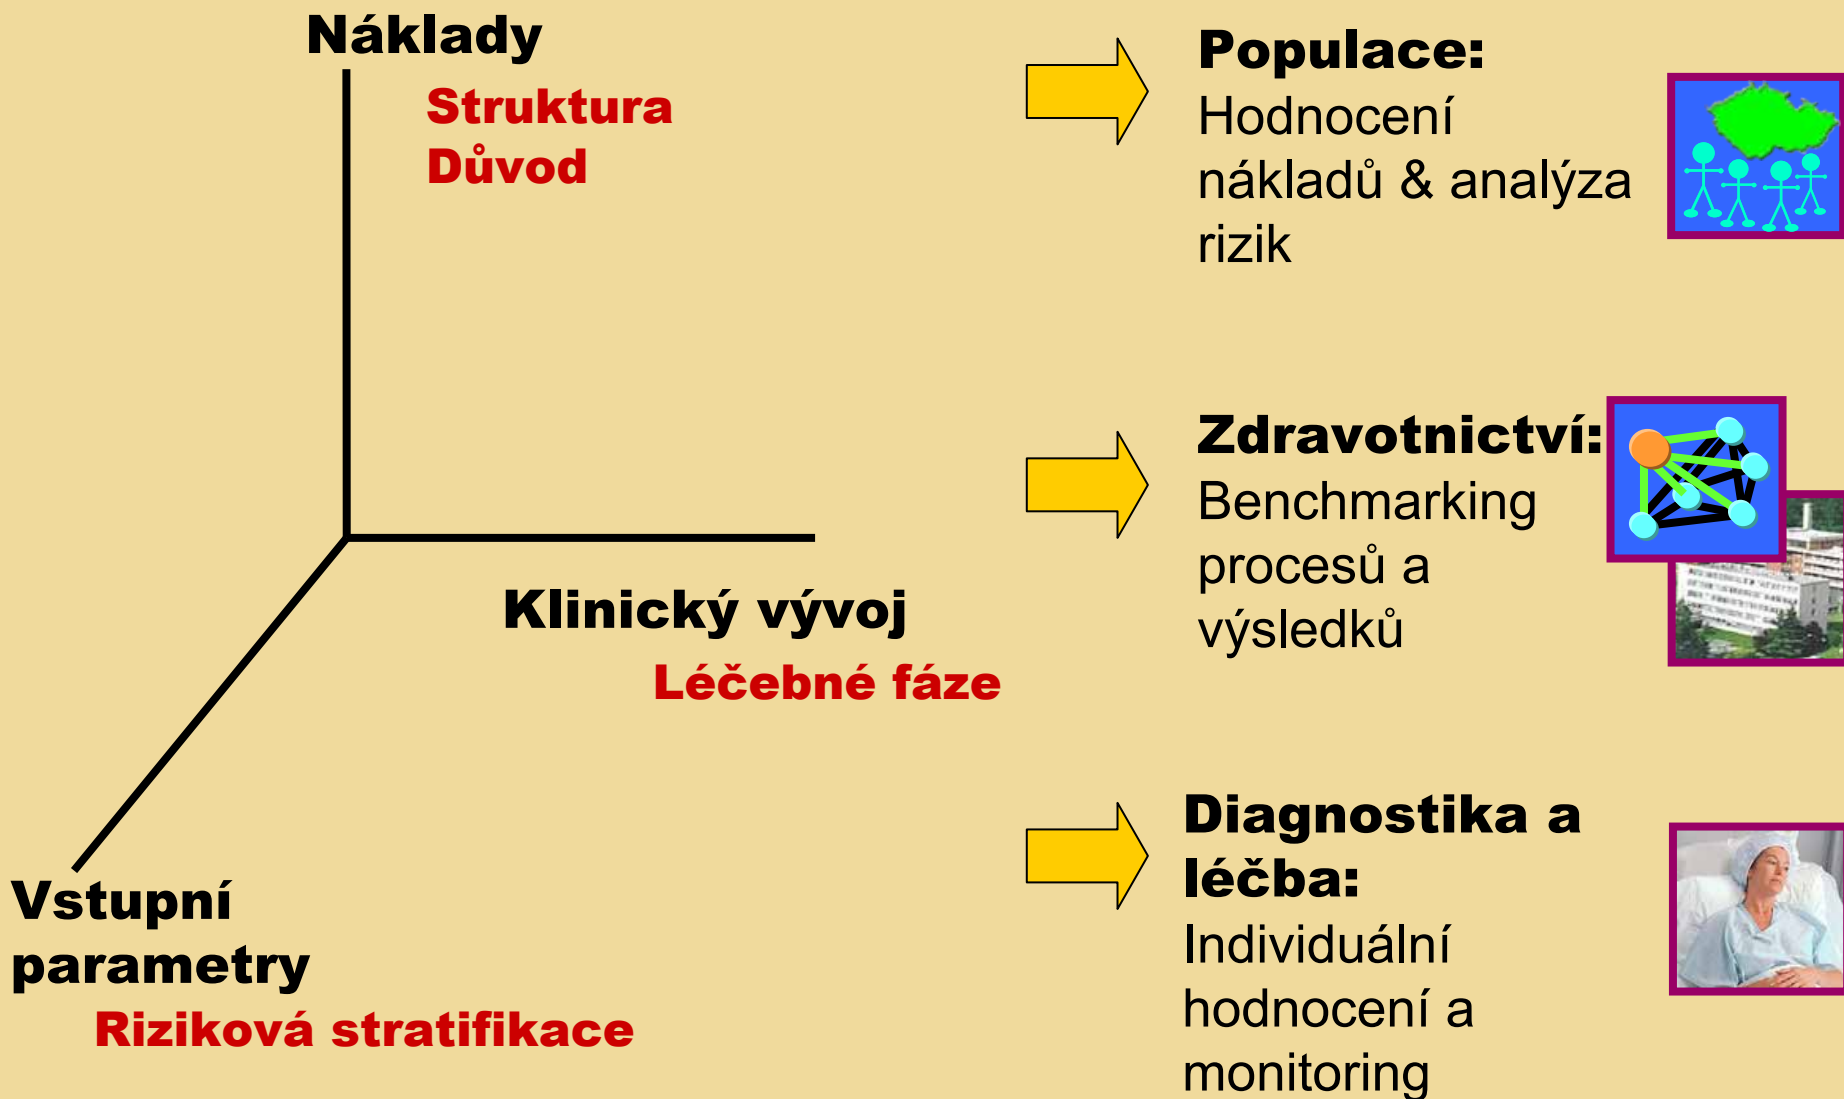 Náklady
Struktura
Důvod
Klinický vývoj
Léčebné fáze
Vstupní
parametry
Riziková stratifikace
Populace:
Hodnocení
nákladů & analýza
rizik
Zdravotnictví:
Benchmarking
procesů a
výsledků
Diagnostika a
léčba:
Individuální
hodnocení a
monitoring